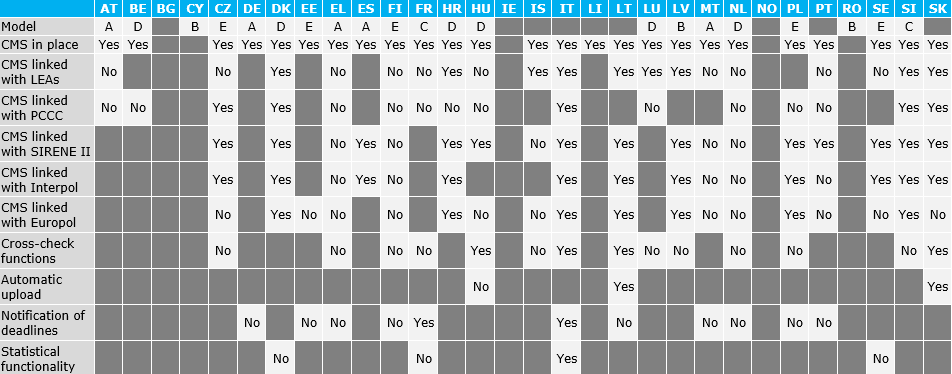 AT BE BG CY CZ DE DK EE EL ES FI FR HR HU IE IS IT LI LT LU LV MT NL NO PL PT RO SE SI SK
Model A D B E A D E A A E C D D D B A D E B E C
CMS in place Yes Yes Yes Yes Yes Yes Yes Yes Yes Yes Yes Yes Yes Yes Yes Yes Yes Yes Yes Yes Yes Yes Yes Yes Yes
CMS linked
with LEAs No No Yes No No No Yes No Yes Yes Yes Yes Yes No No No No Yes Yes
CMS linked
with PCCC No No Yes Yes No No No No No Yes No No No No Yes Yes
CMS linked
with SIRENE II Yes Yes No Yes No Yes Yes No Yes Yes Yes No No Yes Yes No Yes Yes
CMS linked
with Interpol Yes Yes No Yes No Yes Yes Yes Yes No No Yes No No Yes Yes
CMS linked
with Europol No Yes No No No Yes No No Yes Yes Yes No No Yes No No Yes No
Cross-check
functions No No No No Yes No Yes Yes No No No No No Yes
Automatic
upload No Yes Yes
Notification of
deadlines No No No No Yes Yes No No No No No
Statistical
functionality No No Yes No